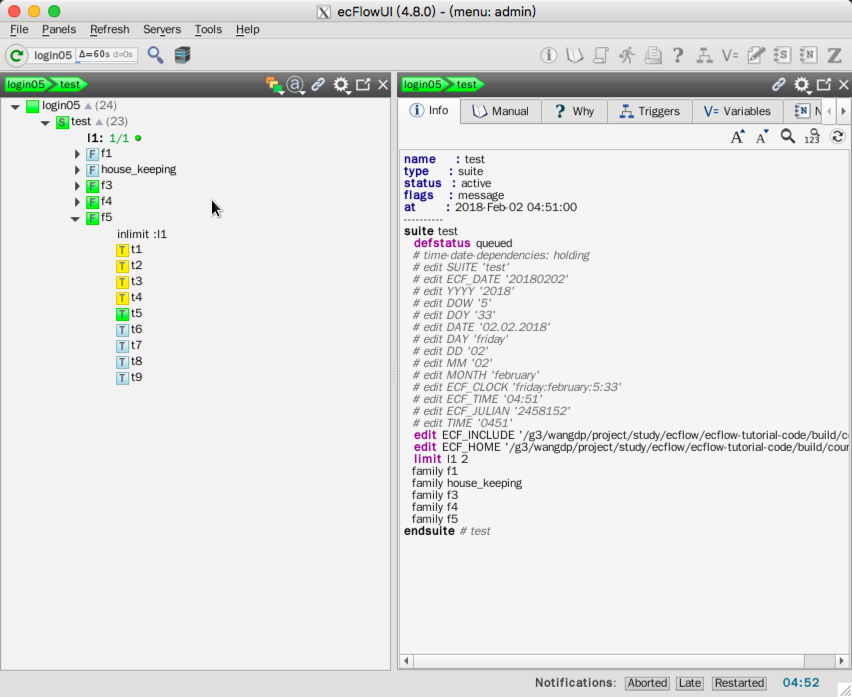 ecFlowUI (4.8.0) - (menu: admin)
File Panels Refresh Servers Tools Help
login05 Δ=60s d=0s
login05 test
login05 (24)
test (23)
l1: 1/1
f1
house_keeping
f3
f4
f5
inlimit :l1
T t1
T t2
T t3
T t4
T t5
T t6
T t7
T t8
T t9
login05 test
Info Manual ? Why Triggers V= Variables N
name : test
type : suite
status : active
flags : message
at : 2018-Feb-02 04:51:00
----------
suite test
defstatus queued
# time-date-dependencies: holding
# edit SUITE 'test'
# edit ECF_DATE '20180202'
# edit YYYY '2018'
# edit DOW '5'
# edit DOY '33'
# edit DATE '02.02.2018'
# edit DAY 'friday'
# edit DD '02'
# edit MM '02'
# edit MONTH 'february'
# edit ECF_CLOCK 'friday:february:5:33'
# edit ECF_TIME '04:51'
# edit ECF_JULIAN '2458152'
# edit TIME '0451'
edit ECF_INCLUDE '/g3/wangdp/project/study/ecflow/ecflow-tutorial-code/build/c
edit ECF_HOME '/g3/wangdp/project/study/ecflow/ecflow-tutorial-code/build/cour
limit l1 2
family f1
family house_keeping
family f3
family f4
family f5
endsuite # test
Notifications: Aborted Late Restarted 04:52